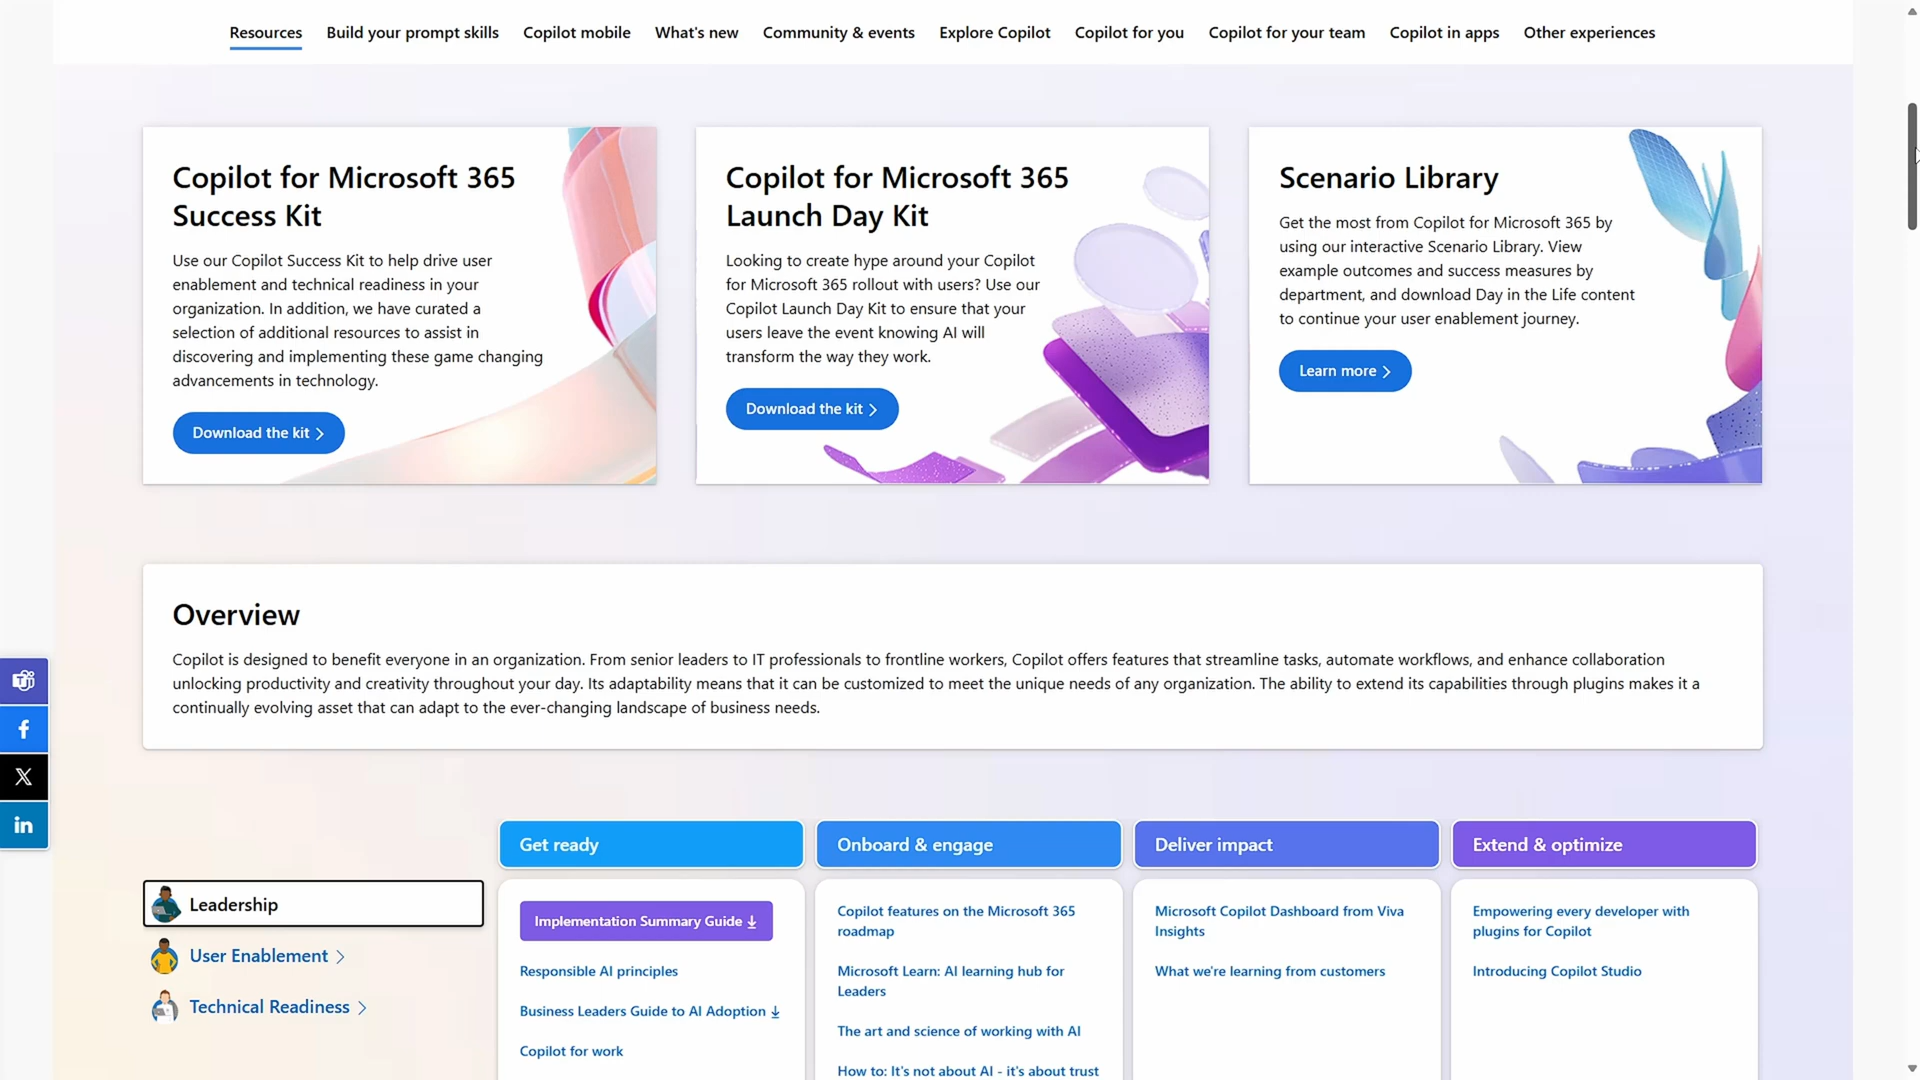 Resources Build your prompt skills Copilot mobile What's new Community & events Explore Copilot Copilot for you Copilot for your team Copilot in apps Other experiences
Copilot for Microsoft 365
Success Kit
Use our Copilot Success Kit to help drive user
enablement and technical readiness in your
organization. In addition, we have curated a
selection of additional resources to assist in
discovering and implementing these game changing
advancements in technology.
Download the kit
Copilot for Microsoft 365
Launch Day Kit
Looking to create hype around your Copilot
for Microsoft 365 rollout with users? Use our
Copilot Launch Day Kit to ensure that your
users leave the event knowing AI will
transform the way they work.
Download the kit
Scenario Library
Get the most from Copilot for Microsoft 365 by
using our interactive Scenario Library. View
example outcomes and success measures by
department, and download Day in the Life content
to continue your user enablement journey.
Learn more
Overview
Copilot is designed to benefit everyone in an organization. From senior leaders to IT professionals to frontline workers, Copilot offers features that streamline tasks, automate workflows, and enhance collaboration
unlocking productivity and creativity throughout your day. Its adaptability means that it can be customized to meet the unique needs of any organization. The ability to extend its capabilities through plugins makes it a
continually evolving asset that can adapt to the ever-changing landscape of business needs.
Leadership
User Enablement
Technical Readiness
Get ready
Implementation Summary Guide
Responsible AI principles
Business Leaders Guide to AI Adoption
Copilot for work
Onboard & engage
Copilot features on the Microsoft 365
roadmap
Microsoft Learn: AI learning hub for
Leaders
The art and science of working with AI
How to: It's not about AI - it's about trust
Deliver impact
Microsoft Copilot Dashboard from Viva
Insights
What we're learning from customers
Extend & optimize
Empowering every developer with
plugins for Copilot
Introducing Copilot Studio